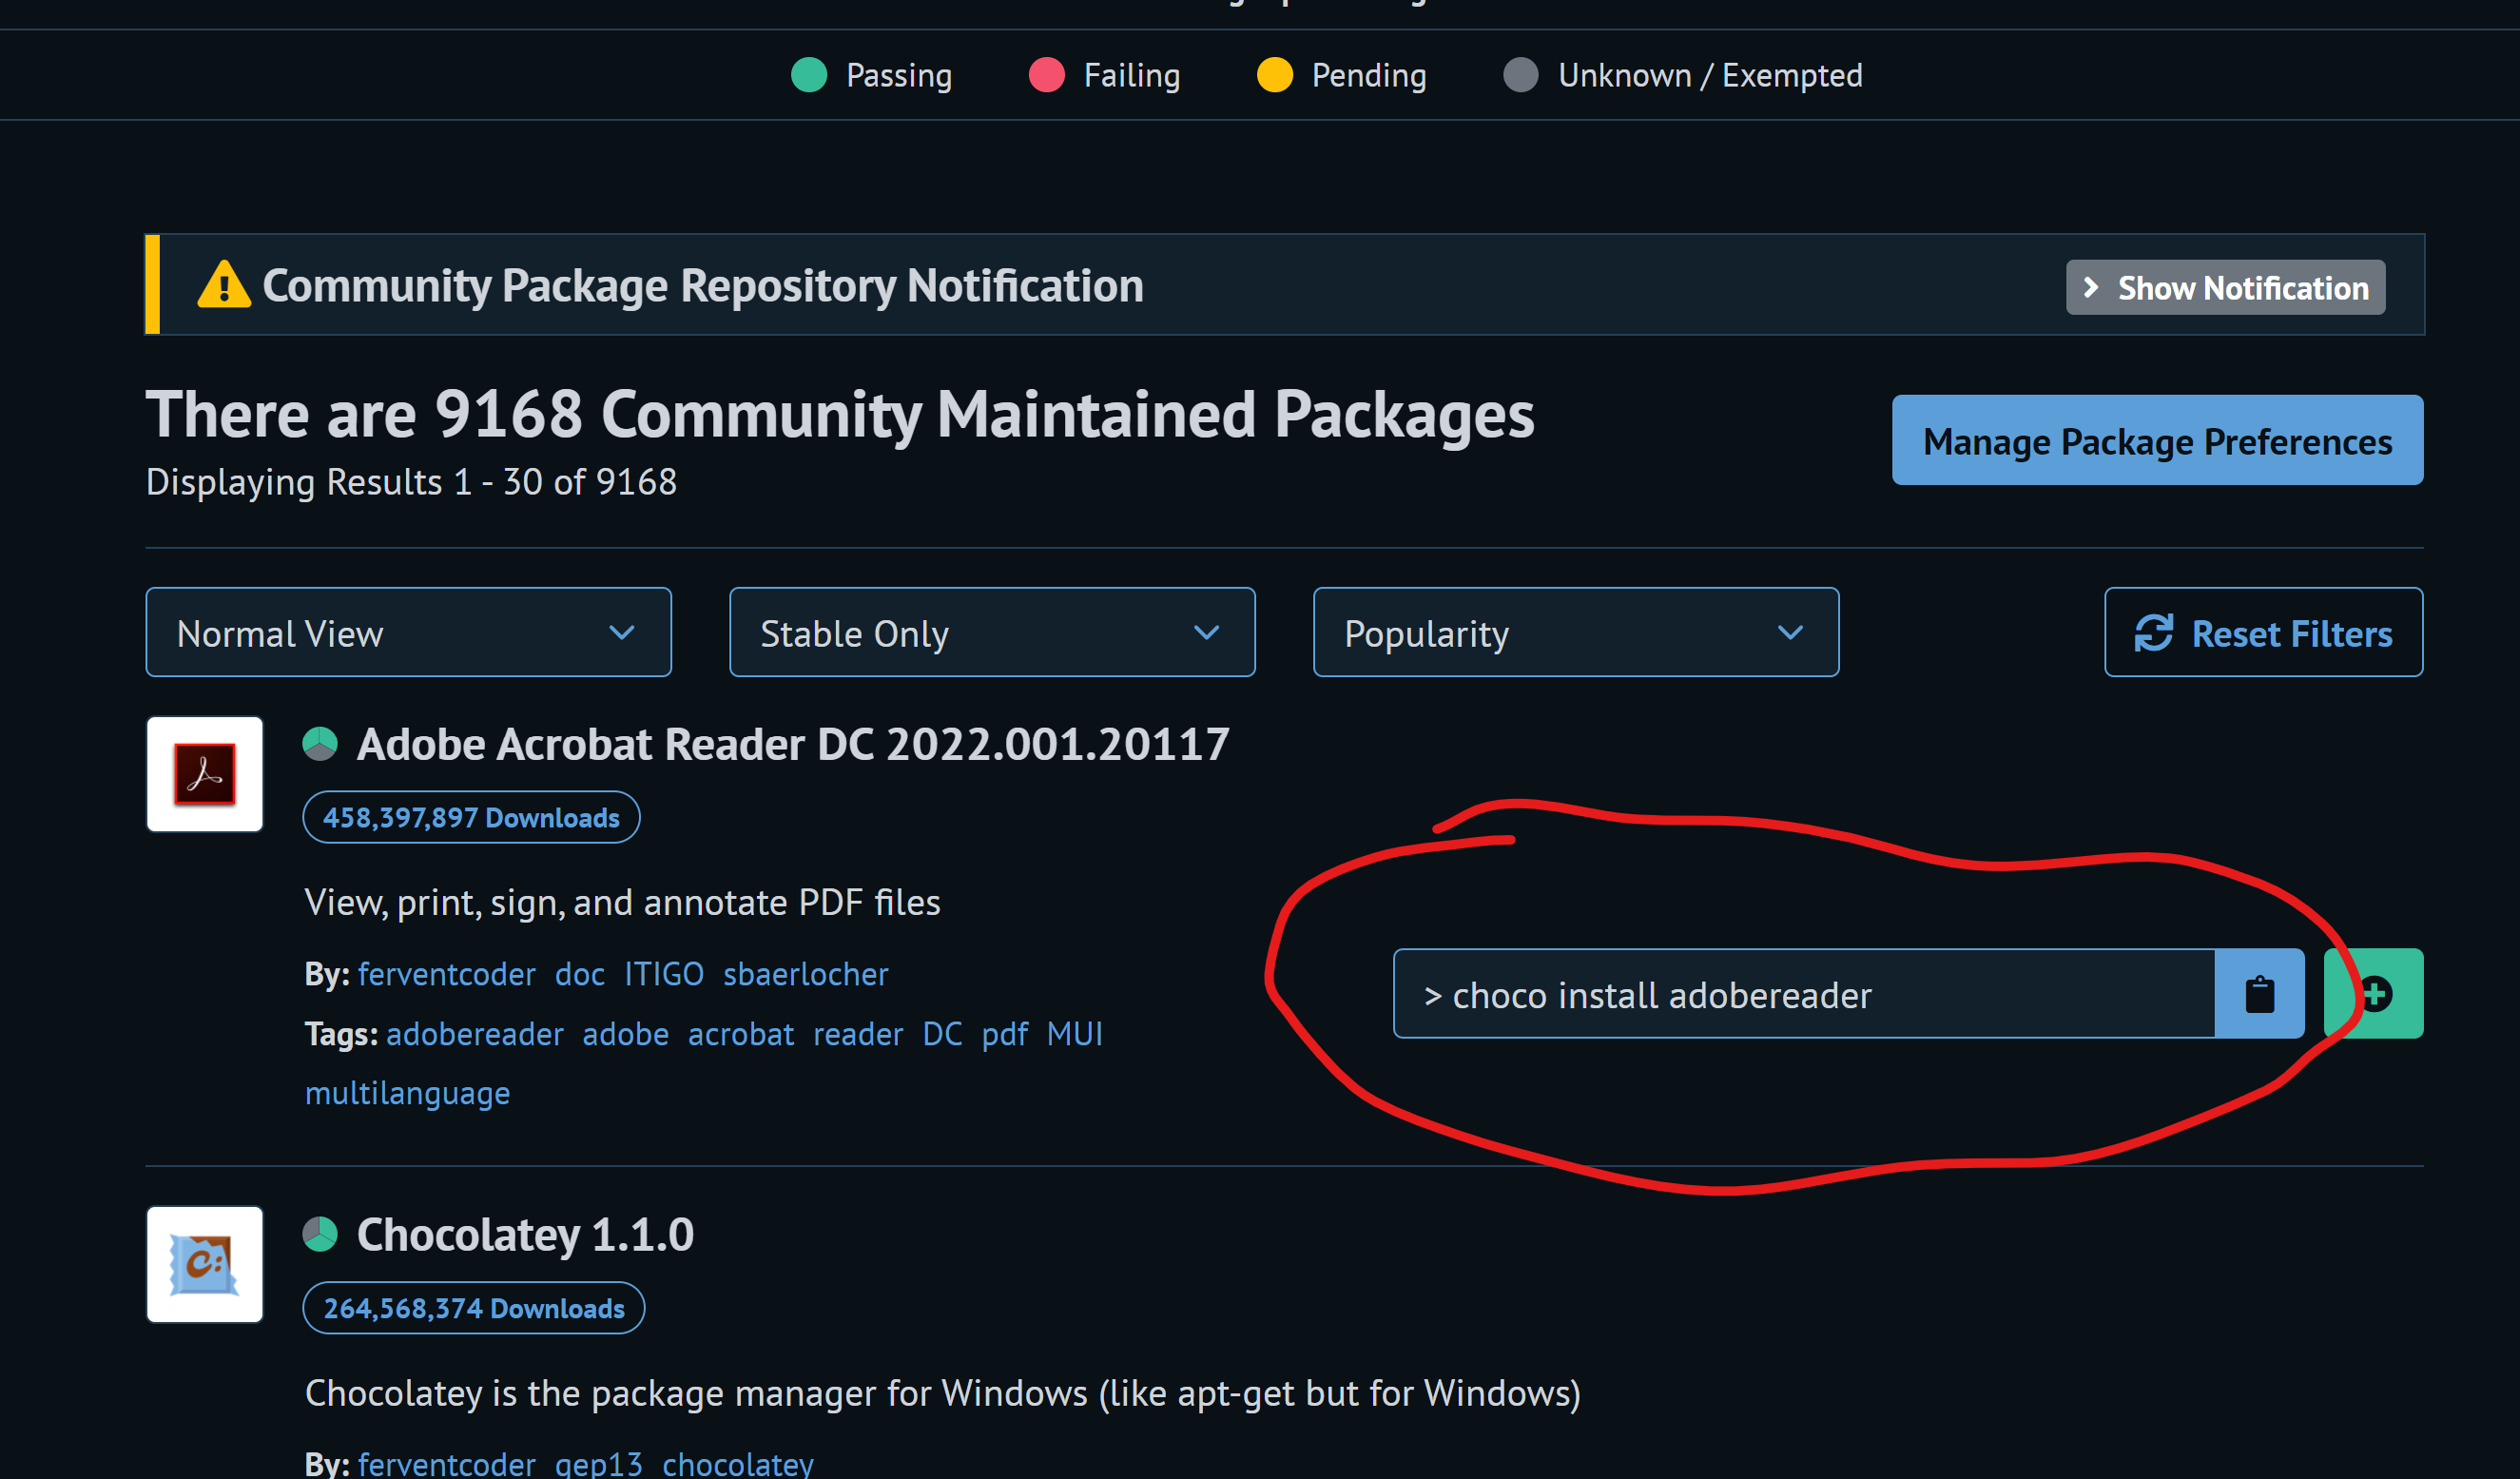 Passing Failing Pending Unknown / Exempted
Community Package Repository Notification
Show Notification
There are 9168 Community Maintained Packages
Manage Package Preferences
Displaying Results 1 - 30 of 9168
Normal View
Stable Only
Popularity
Reset Filters
Adobe Acrobat Reader DC 2022.001.20117
458,397,897 Downloads
View, print, sign, and annotate PDF files
By: ferventcoder doc ITIGO sbaerlocher
> choco install adobereader
Tags: adobereader adobe acrobat reader DC pdf MUI
multilanguage
Chocolatey 1.1.0
264,568,374 Downloads
Chocolatey is the package manager for Windows (like apt-get but for Windows)
By: ferventcoder gep13 chocolatey